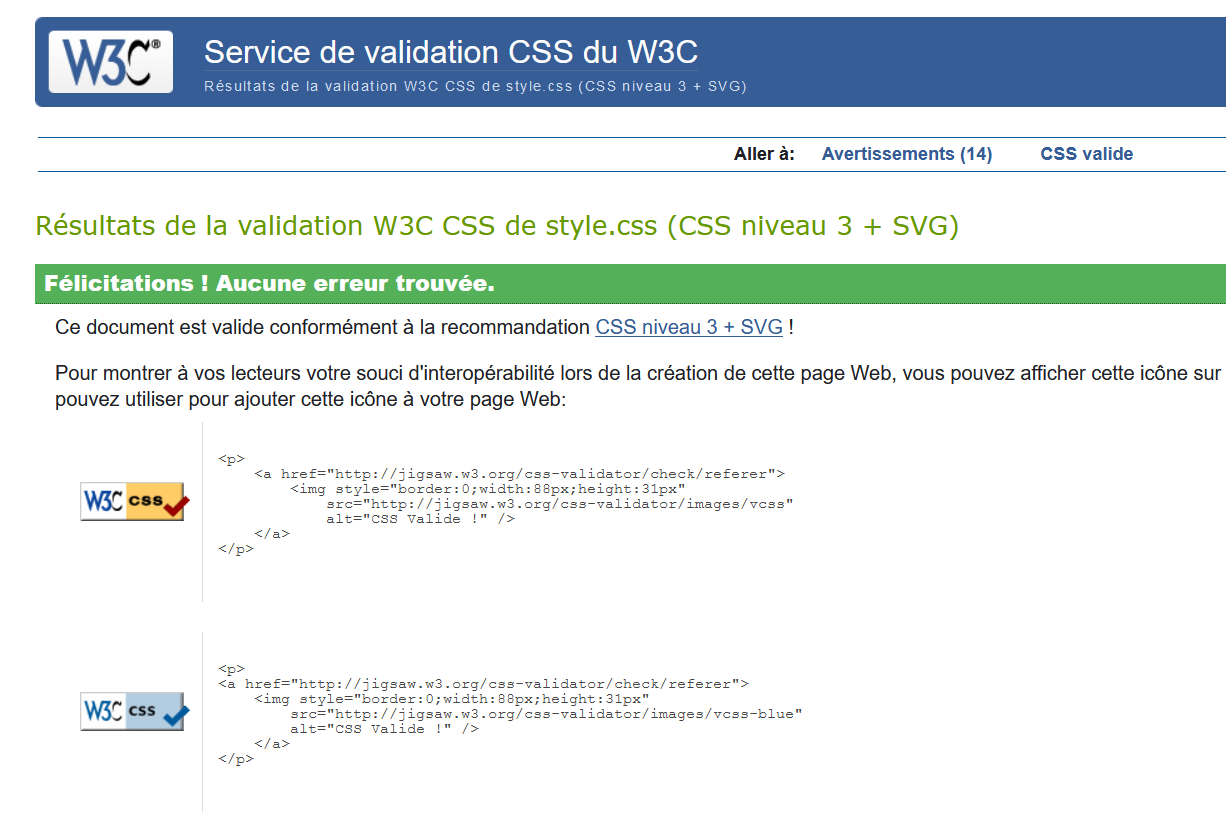 W3C®
Service de validation CSS du W3C
Résultats de la validation W3C CSS de style.css (CSS niveau 3 + SVG)
Aller à: Avertissements (14) CSS valide
Résultats de la validation W3C CSS de style.css (CSS niveau 3 + SVG)
Félicitations ! Aucune erreur trouvée.
Ce document est valide conformément à la recommandation CSS niveau 3 + SVG !
Pour montrer à vos lecteurs votre souci d'interopérabilité lors de la création de cette page Web, vous pouvez afficher cette icône sur
pouvez utiliser pour ajouter cette icône à votre page Web:
W3C css
<p>
<a href="http://jigsaw.w3.org/css-validator/check/referer">
<img style="border:0;width:88px;height:31px"
src="http://jigsaw.w3.org/css-validator/images/vcss"
alt="CSS Valide !" />
</a>
</p>
W3C css
<p>
<a href="http://jigsaw.w3.org/css-validator/check/referer">
<img style="border:0;width:88px;height:31px"
src="http://jigsaw.w3.org/css-validator/images/vcss-blue"
alt="CSS Valide !" />
</a>
</p>